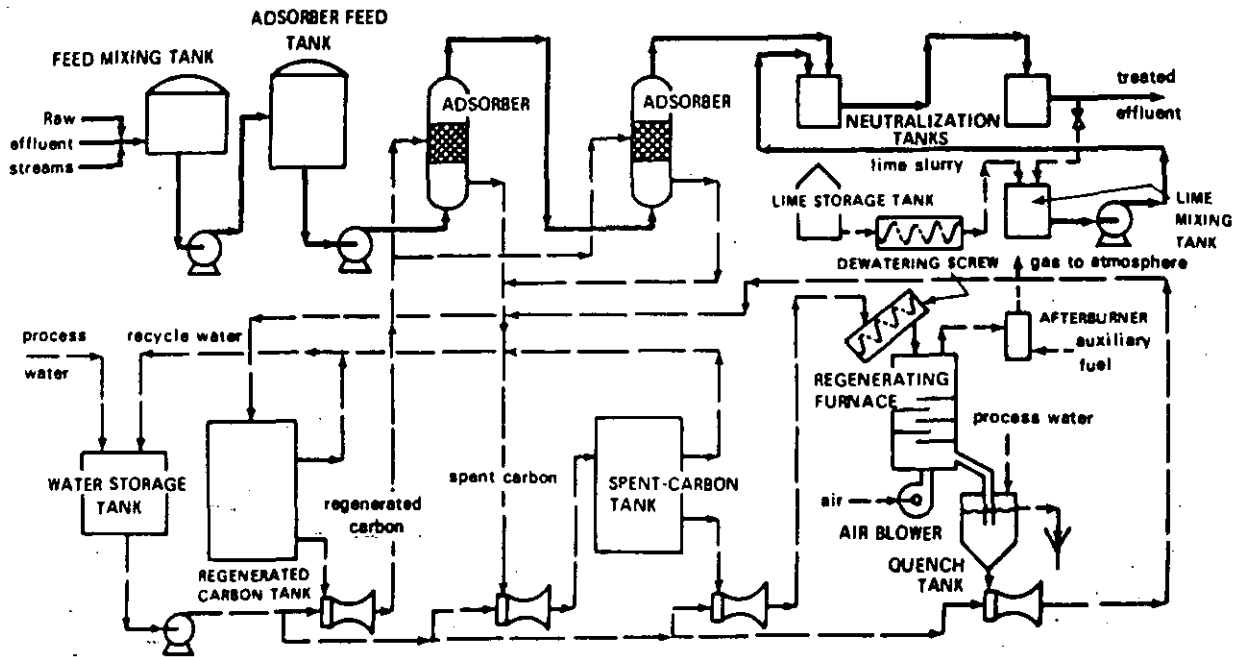 ADSORBER FEED
TANK
FEED MIXING TANK
Raw
effluent
streams
ADSORBER
ADSORBER
treated
effluent
NEUTRALIZATION
TANKS
lime slurry
LIME STORAGE TANK
LIME
MIXING
TANK
DEWATERING SCREW
gas to atmosphere
process
water
recycle water
AFTERBURNER
auxiliary
fuel
REGENERATING
FURNACE
process water
WATER STORAGE
TANK
regenerated
carbon
spent carbon
SPENT-CARBON
TANK
air
AIR BLOWER
QUENCH
TANK
REGENERATED
CARBON TANK